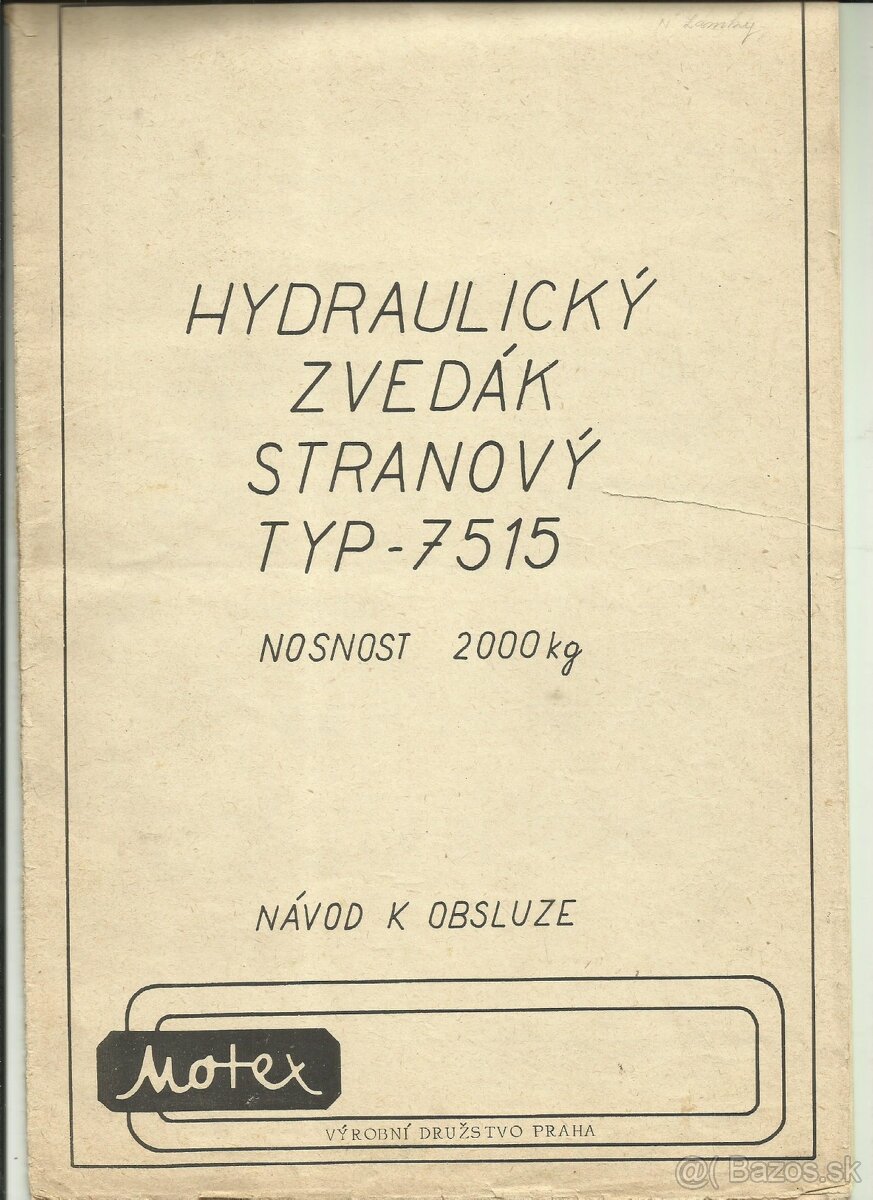 HYDRAULICKÝ
ZVEDÁK
STRANOVÝ
TYP-7515
NOSNOST 2000kg
NÁVOD K OBSLUZE
Motex
VÝROBNÍ DRUŽSTVO PRAHA
@( Bazos.sk